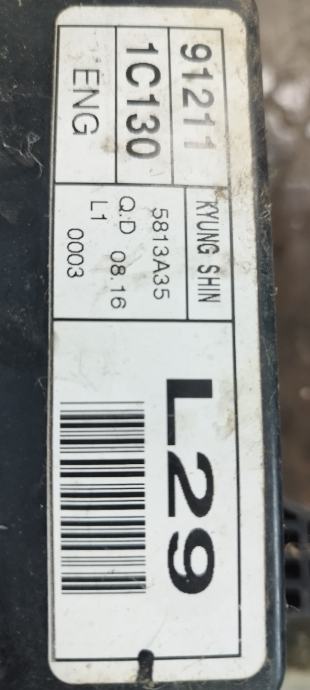 91211
1C130
'ENG
KYUNG SHIN
5813A35
Q.D 08.16
L1 0003
L29